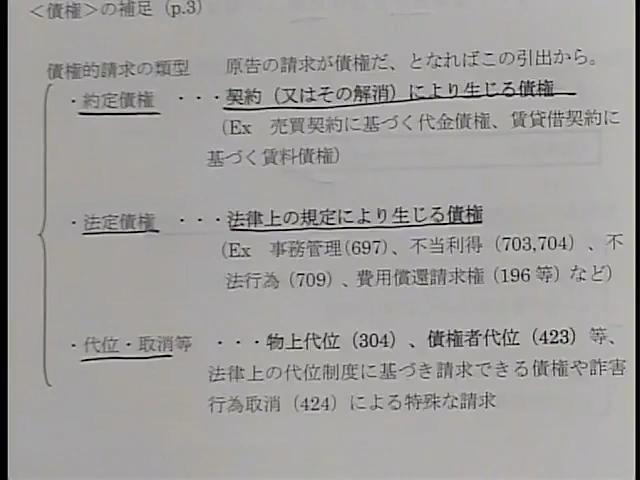 <債権>の補足 (p.3)
債権的請求の類型 原告の請求が債権だ、となればこの引出から。
・約定債権 ・・・契約（又はその解消）により生じる債権
（Ex 売買契約に基づく代金債権、賃貸借契約に
基づく賃料債権）
・法定債権 ・・・法律上の規定により生じる債権
（Ex 事務管理(697)、不当利得（703,704）、不
法行為（709）、費用償還請求権（196 等）など）
・代位・取消等 ・・・物上代位（304）、債権者代位（423）等、
法律上の代位制度に基づき請求できる債権や詐害
行為取消（424）による特殊な請求